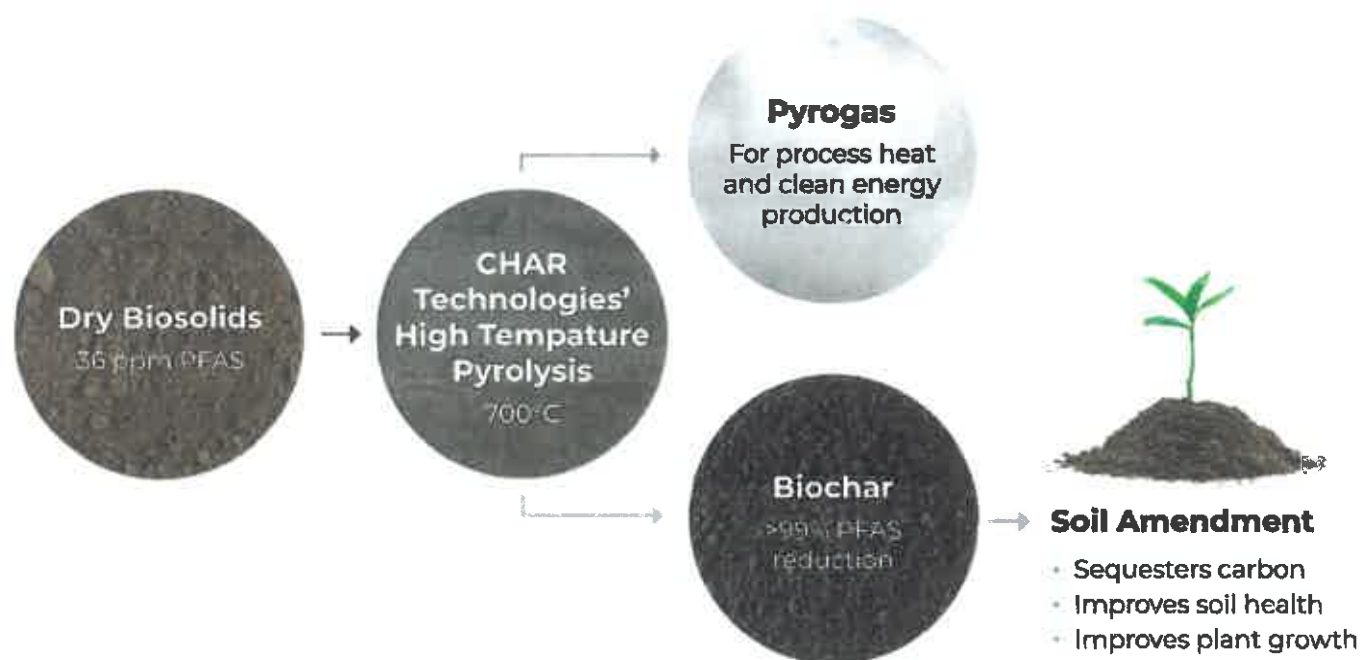 Pyrogas
For process heat
and clean energy
production
Dry Biosolids
36 ppm PFAS
CHAR
Technologies'
High Tempature
Pyrolysis
700°C
Biochar
>99% PFAS
reduction
Soil Amendment
• Sequesters carbon
• Improves soil health
• Improves plant growth